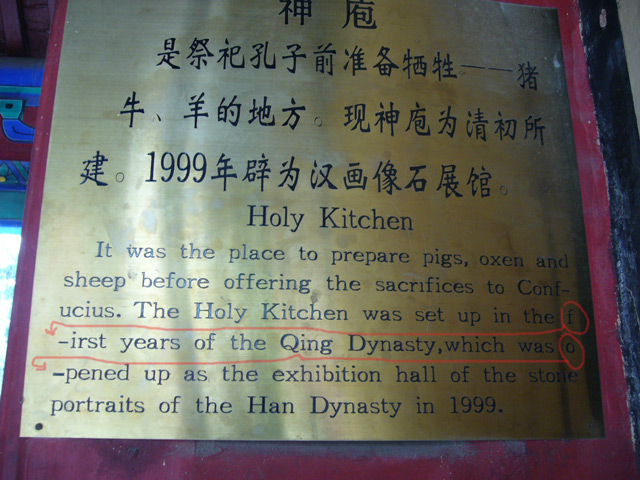 神庖
是祭祀孔子前准备牺牲——猪
牛、羊的地方。现神庖为清初所
建。1999年辟为汉画像石展馆。
Holy Kitchen
It was the place to prepare pigs, oxen and
sheep before offering the sacrifices to Conf-
ucius. The Holy Kitchen was set up in the f
-irst years of the Qing Dynasty,which was o
-pened up as the exhibition hall of the stone
portraits of the Han Dynasty in 1999.